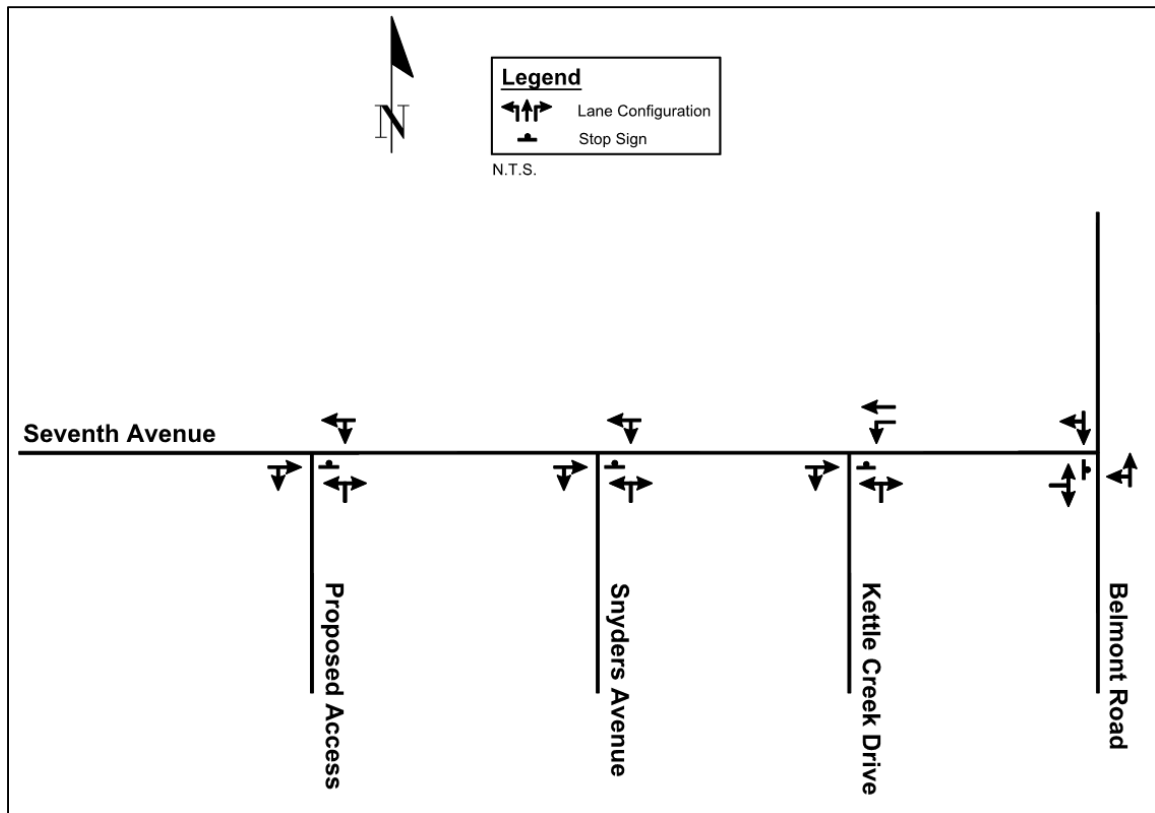 N
Legend
Lane Configuration
Stop Sign
N.T.S.
Seventh Avenue
Proposed Access
Snyders Avenue
Kettle Creek Drive
Belmont Road